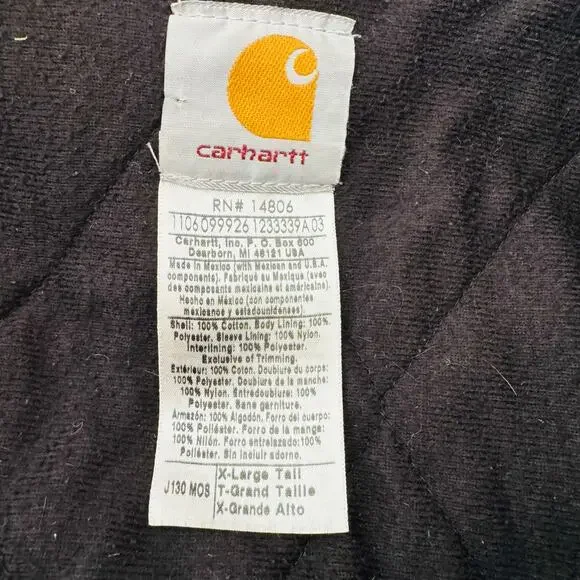 carhartt
RN# 14806
1106099926 1233339A03
Carhartt, Inc. P. O. Box 600
Dearborn, MI 48121 USA
Made in Mexico (with Mexican and U.S.A.
components). Fabriqué au Mexique (avec
des composants mexicains et américains).
Hecho en México (con componentes
mexicanos y estadounidenses).
Shell: 100% Cotton. Body Lining: 100%
Polyester. Sleeve Lining: 100% Nylon.
Interlining: 100% Polyester.
Exclusive of Trimming.
Extérieur: 100% Coton. Doublure du corps:
100% Polyester. Doublure de la manche:
100% Nylon. Entredoublure: 100%
Polyester. Sans garniture.
Armazón: 100% Algodón. Forro del cuerpo:
100% Poliéster. Forro de la manga:
100% Nilón. Forro entrelazado: 100%
Poliéster. Sin incluir adorno.
X-Large Tall
J130 MOS T-Grand Taille
X-Grande Alto